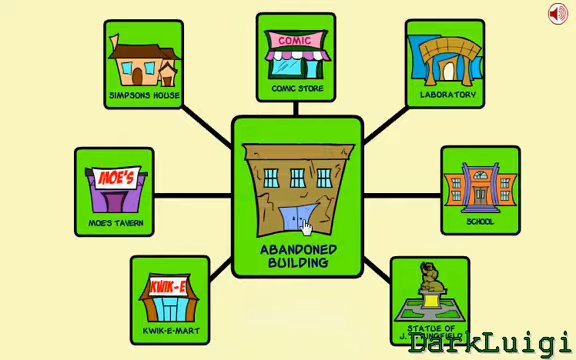 COMIC
COMIC STORE
SIMPSONS HOUSE
LABORATORY
MOE'S
MOE'S TAVERN
ABANDONED
BUILDING
SCHOOL
KWIK-E
KWIK-E-MART
STATUE OF
DarkLuigi